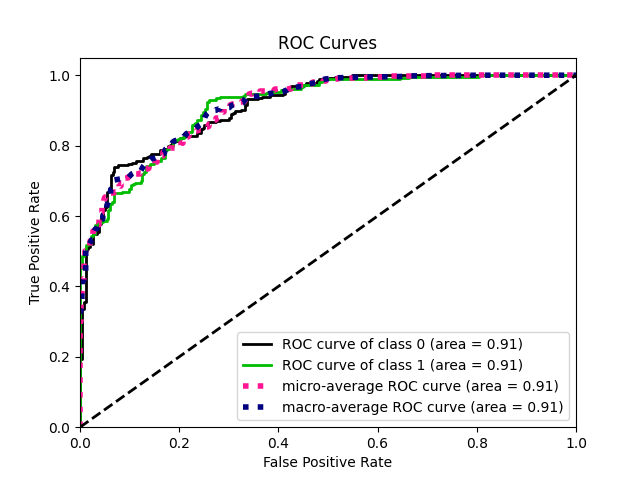 ROC Curves
True Positive Rate
1.0
0.8
0.6
0.4
0.2
0.0
ROC curve of class 0 (area = 0.91)
ROC curve of class 1 (area = 0.91)
micro-average ROC curve (area = 0.91)
macro-average ROC curve (area = 0.91)
0.0 0.2 0.4 0.6 0.8 1.0
False Positive Rate